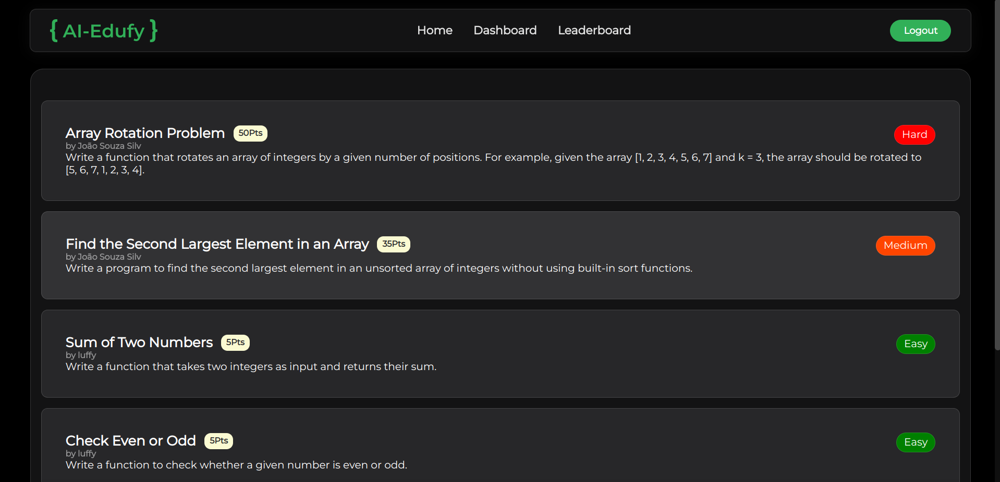 { AI-Edufy }
Home Dashboard Leaderboard
Logout
Array Rotation Problem 50Pts
Hard
by João Souza Silv
Write a function that rotates an array of integers by a given number of positions. For example, given the array [1, 2, 3, 4, 5, 6, 7] and k = 3, the array should be rotated to
[5, 6, 7, 1, 2, 3, 4].
Find the Second Largest Element in an Array 35Pts
Medium
by João Souza Silv
Write a program to find the second largest element in an unsorted array of integers without using built-in sort functions.
Sum of Two Numbers 5Pts
Easy
by luffy
Write a function that takes two integers as input and returns their sum.
Check Even or Odd 5Pts
Easy
by luffy
Write a function to check whether a given number is even or odd.